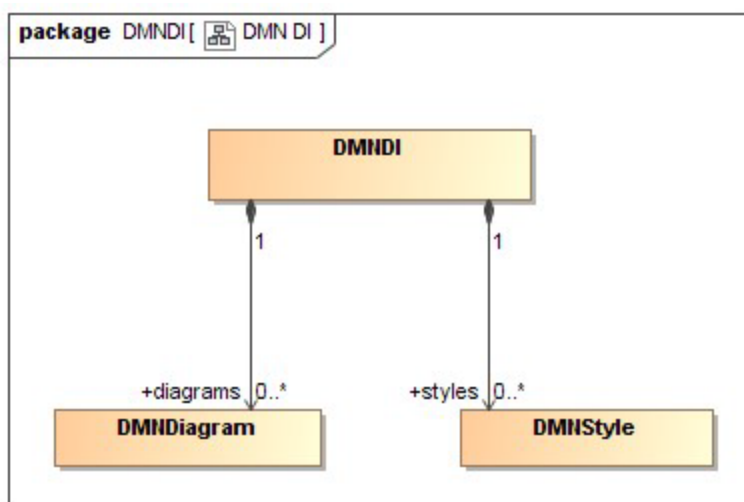 package DMNDI[ DMN DI ]
DMNDI
1 1
+diagrams 0..* +styles 0..*
DMNDiagram DMNStyle